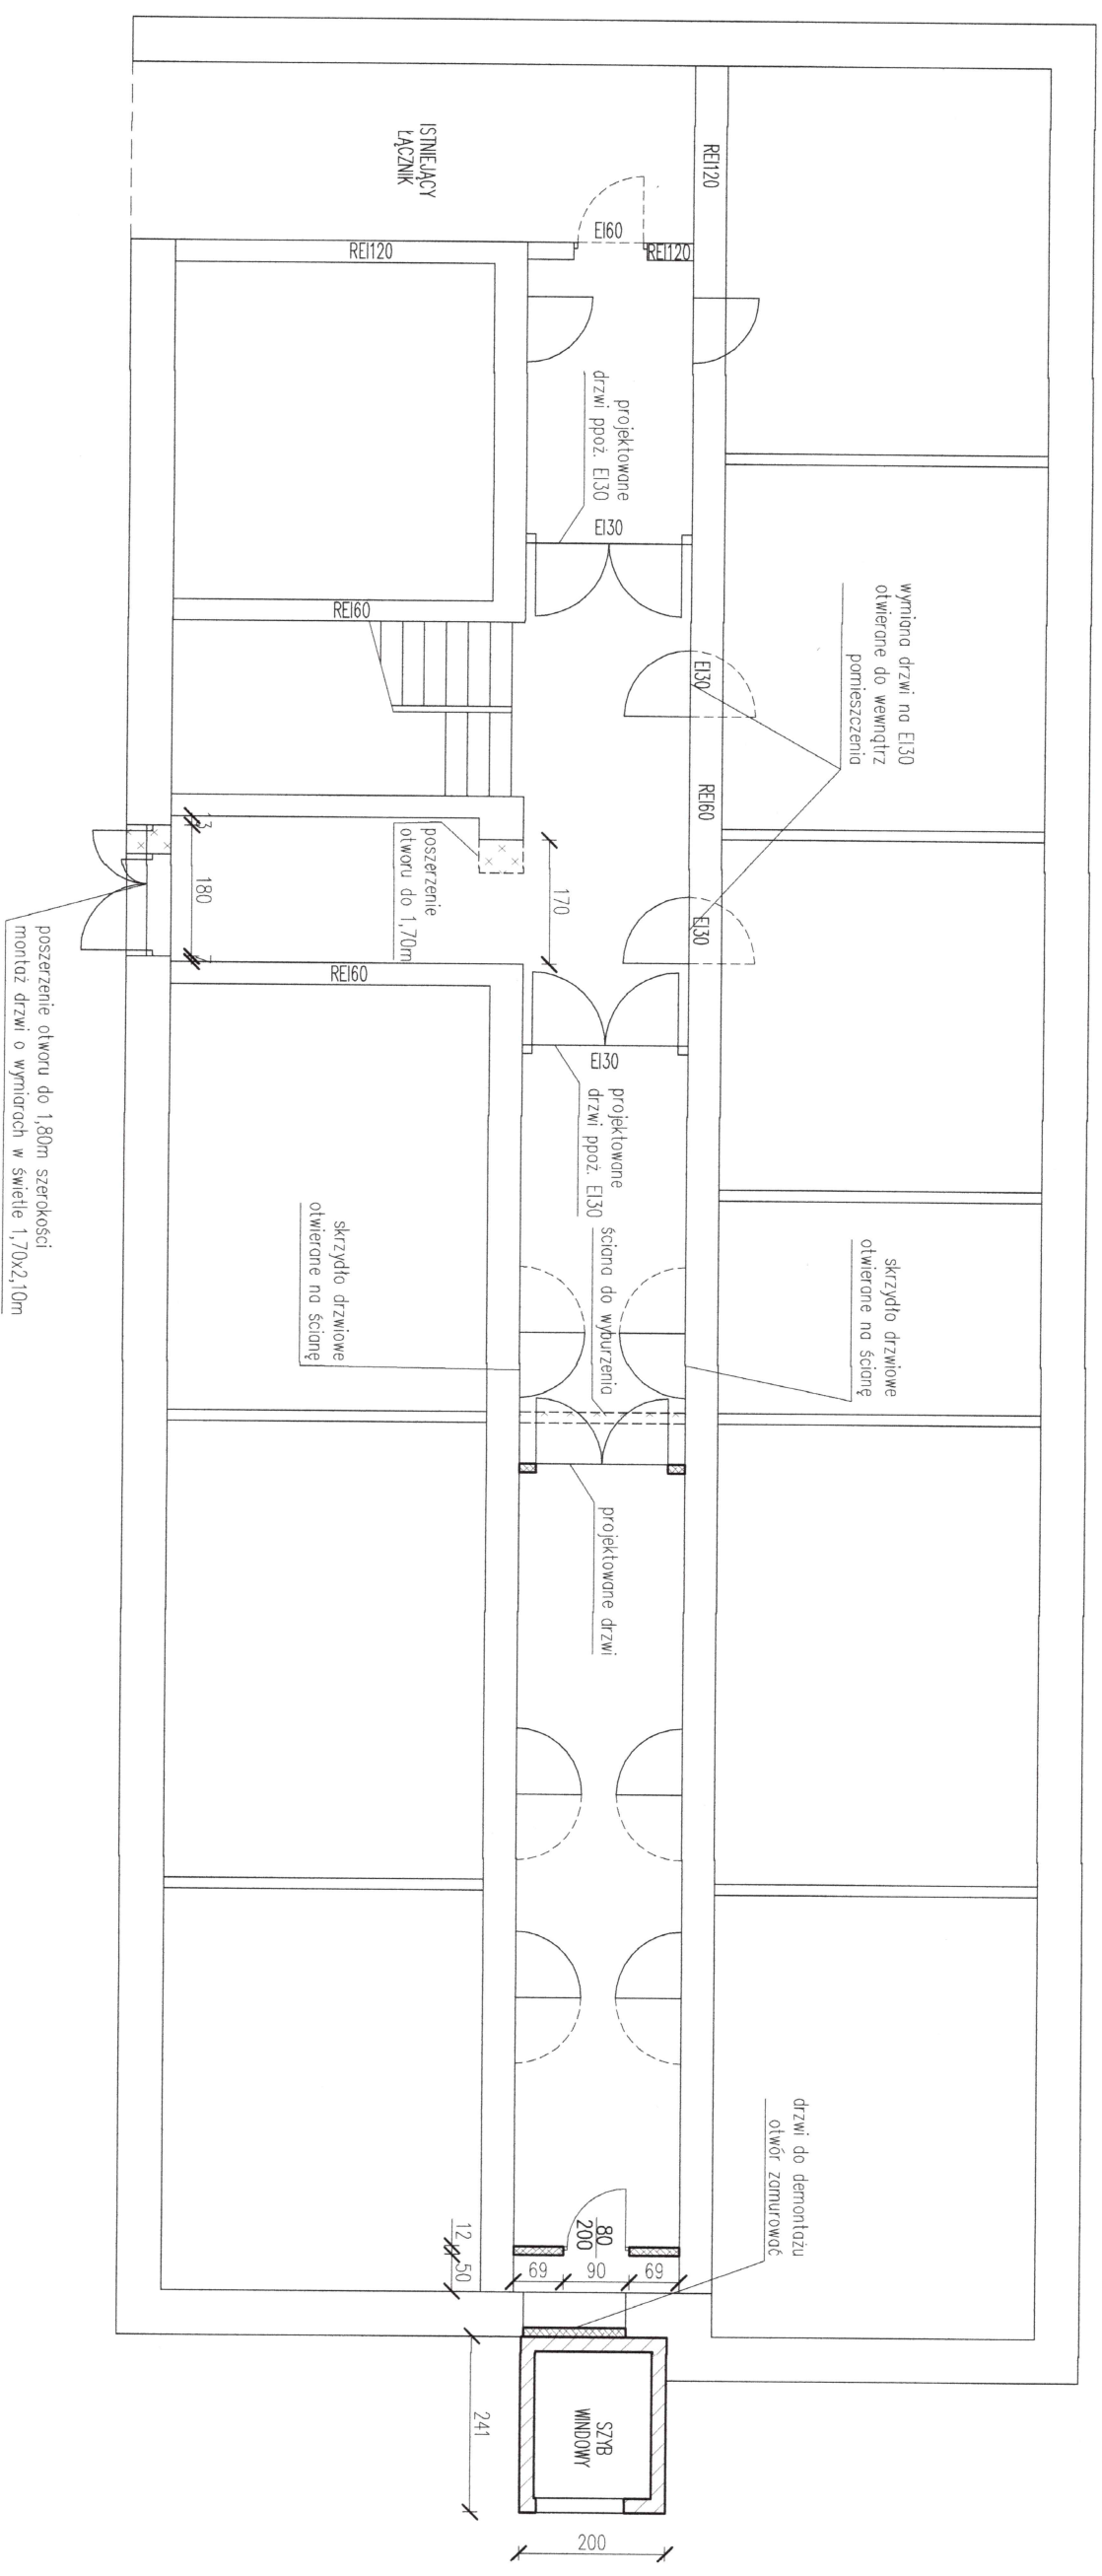 ISTNIEJĄCY
ŁĄCZNIK
REI120
EI60
REI120
REI120
projektowane
drzwi ppoż. EI30
EI30
wymiana drzwi na EI30
otwierane do wewnątrz
pomieszczenia
EI30
REI60
REI60
EI30
poszerzenie
otworu do 1,70m
170
180
3
poszerzenie otworu do 1,80m szerokości
montaż drzwi o wymiarach w świetle 1,70x2,10m
REI60
EI30
projektowane
drzwi ppoż. EI30
ściana do wyburzenia
skrzydło drzwiowe
otwierane na ścianę
skrzydło drzwiowe
otwierane na ścianę
projektowane drzwi
drzwi do demontażu
otwór zamurować
80
200
12
50
69
90
69
SZYB
WINDOWY
241
200